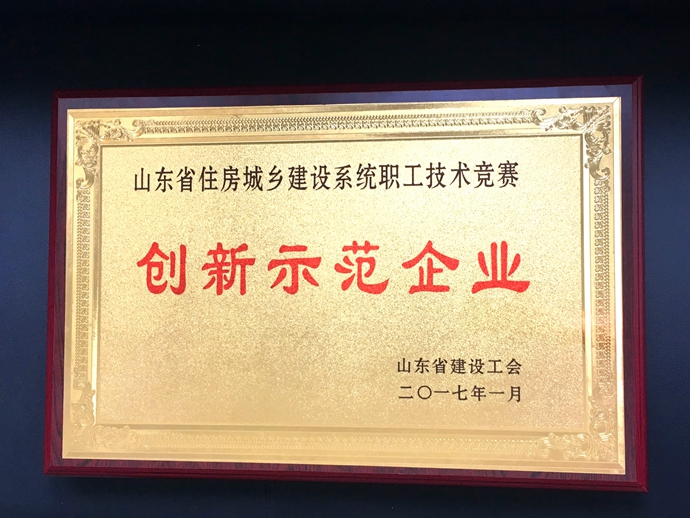 山东省住房城乡建设系统职工技术竞赛
创新示范企业
山东省建设工会
二〇一七年一月